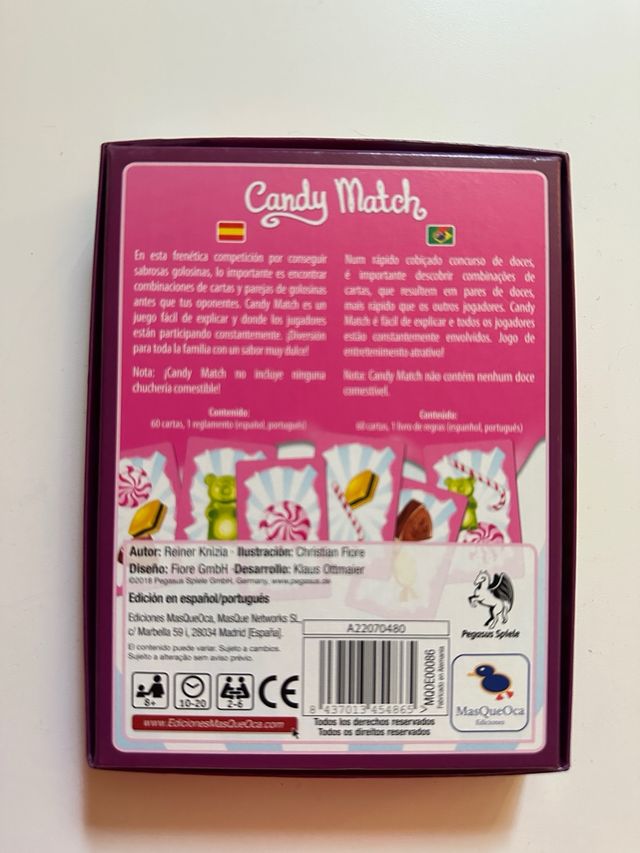 Candy Match
En esta frenética competición por conseguir
sabrosas golosinas, lo importante es encontrar
combinaciones de cartas y parejas de golosinas
antes que tus oponentes. Candy Match es un
juego fácil de explicar y donde los jugadores
están participando constantemente. ¡Diversión
para toda la familia con un sabor muy dulce!
Nota: ¡Candy Match no incluye ninguna
chuchería comestible!
Contenido:
60 cartas, 1 reglamento (español, portugués)
Num rápido cobiçado concurso de doces,
é importante descobrir combinações de
cartas, que resultem em pares de doces,
mais rápido que os outros jogadores. Candy
Match é fácil de explicar e todos os jogadores
estão constantemente envolvidos. Jogo de
entretenimento atrativo!
Nota: Candy Match não contém nenhum doce
comestível.
Conteúdo:
60 cartas, 1 livro de regras (espanhol, português)
Autor: Reiner Knizia · Ilustración: Christian Fiore
Diseño: Fiore GmbH ·Desarrollo: Klaus Ottmaier
©2018 Pegasus Spiele GmbH, Germany, www.pegasus.de
Edición en español/portugués
Ediciones MasQueOca, MasQue Networks SL
c/ Marbella 59 i, 28034 Madrid [España].
El contenido puede variar. Sujeto a cambios.
Sujeito a alteração sem aviso prévio.
8+
10-20
2-6
CE
www.EdicionesMasQueOca.com
A22070480
8 437013 454865 >
MQOE00086
Fabricado en Alemania
Todos los derechos reservados
Todos os direitos reservados
Pegasus Spiele
MasQueOca
Ediciones